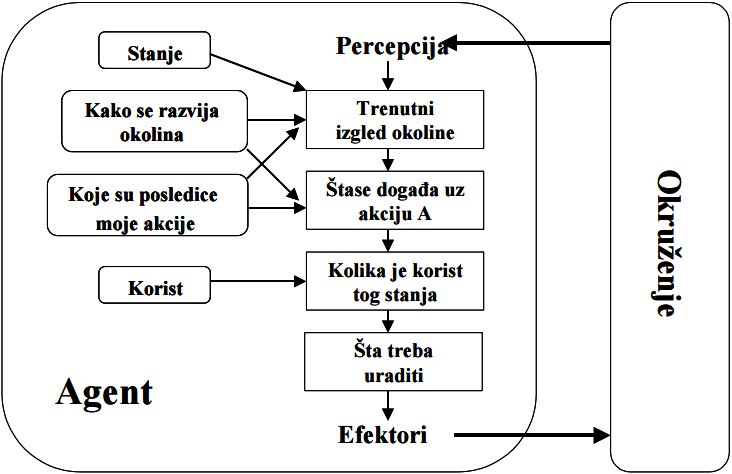 Percepcija
Stanje
Kako se razvija
okolina
Trenutni
izgled okoline
Koje su posledice
moje akcije
Štase događa uz
akciju A
Korist
Kolika je korist
tog stanja
Šta treba
uraditi
Agent
Efektori
Okruženje